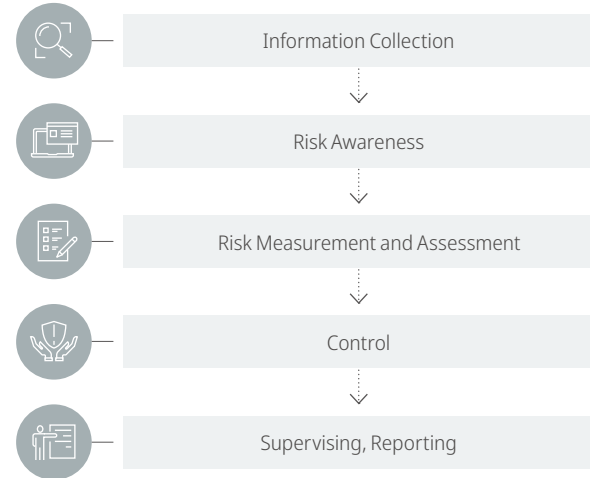 Information Collection
Risk Awareness
Risk Measurement and Assessment
Control
Supervising, Reporting